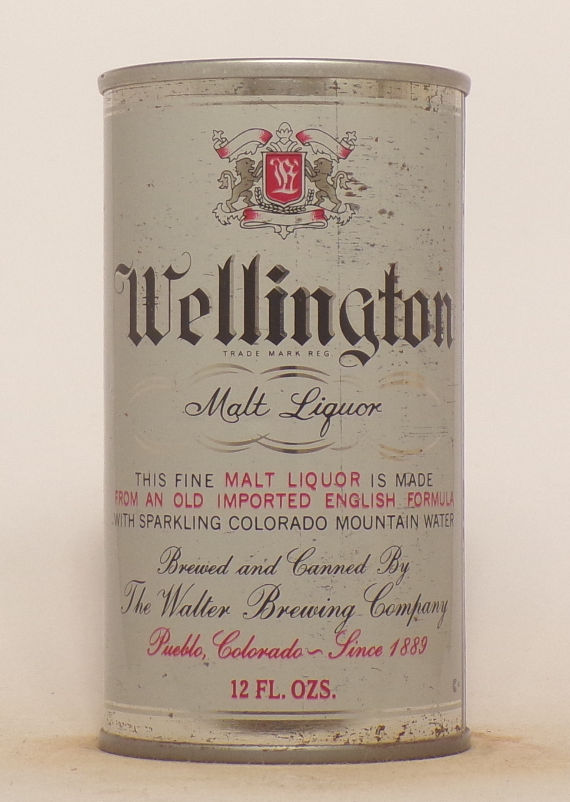 W
Wellington
TRADE MARK REG.
Malt Liquor
THIS FINE MALT LIQUOR IS MADE
FROM AN OLD IMPORTED ENGLISH FORMULA
WITH SPARKLING COLORADO MOUNTAIN WATER
Brewed and Canned By
The Walter Brewing Company
Pueblo, Colorado ~ Since 1889
12 FL. OZS.